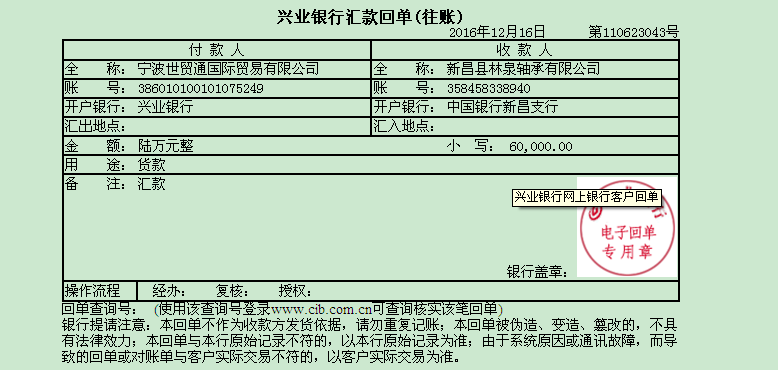 兴业银行汇款回单(往账)
2016年12月16日 第110623043号
付 款 人 收 款 人
全 称： 宁波世贸通国际贸易有限公司 全 称： 新昌县林泉轴承有限公司
账 号： 386010100101075249 账 号： 358458338940
开户银行： 兴业银行 开户银行： 中国银行新昌支行
汇出地点： 汇入地点：
金 额： 陆万元整 小 写： 60,000.00
用 途： 货款
备 注： 汇款
兴业银行网上银行客户回单
行
电子回单
专用章
银行盖章：
操作流程 经办： 复核： 授权：
回单查询号： (使用该查询号登录www.cib.com.cn可查询核实该笔回单)
银行提请注意：本回单不作为收款方发货依据，请勿重复记账；本回单被伪造、变造、篡改的，不具
有法律效力；本回单与本行原始记录不符的，以本行原始记录为准；由于系统原因或通讯故障，而导
致的回单或对账单与客户实际交易不符的，以客户实际交易为准。